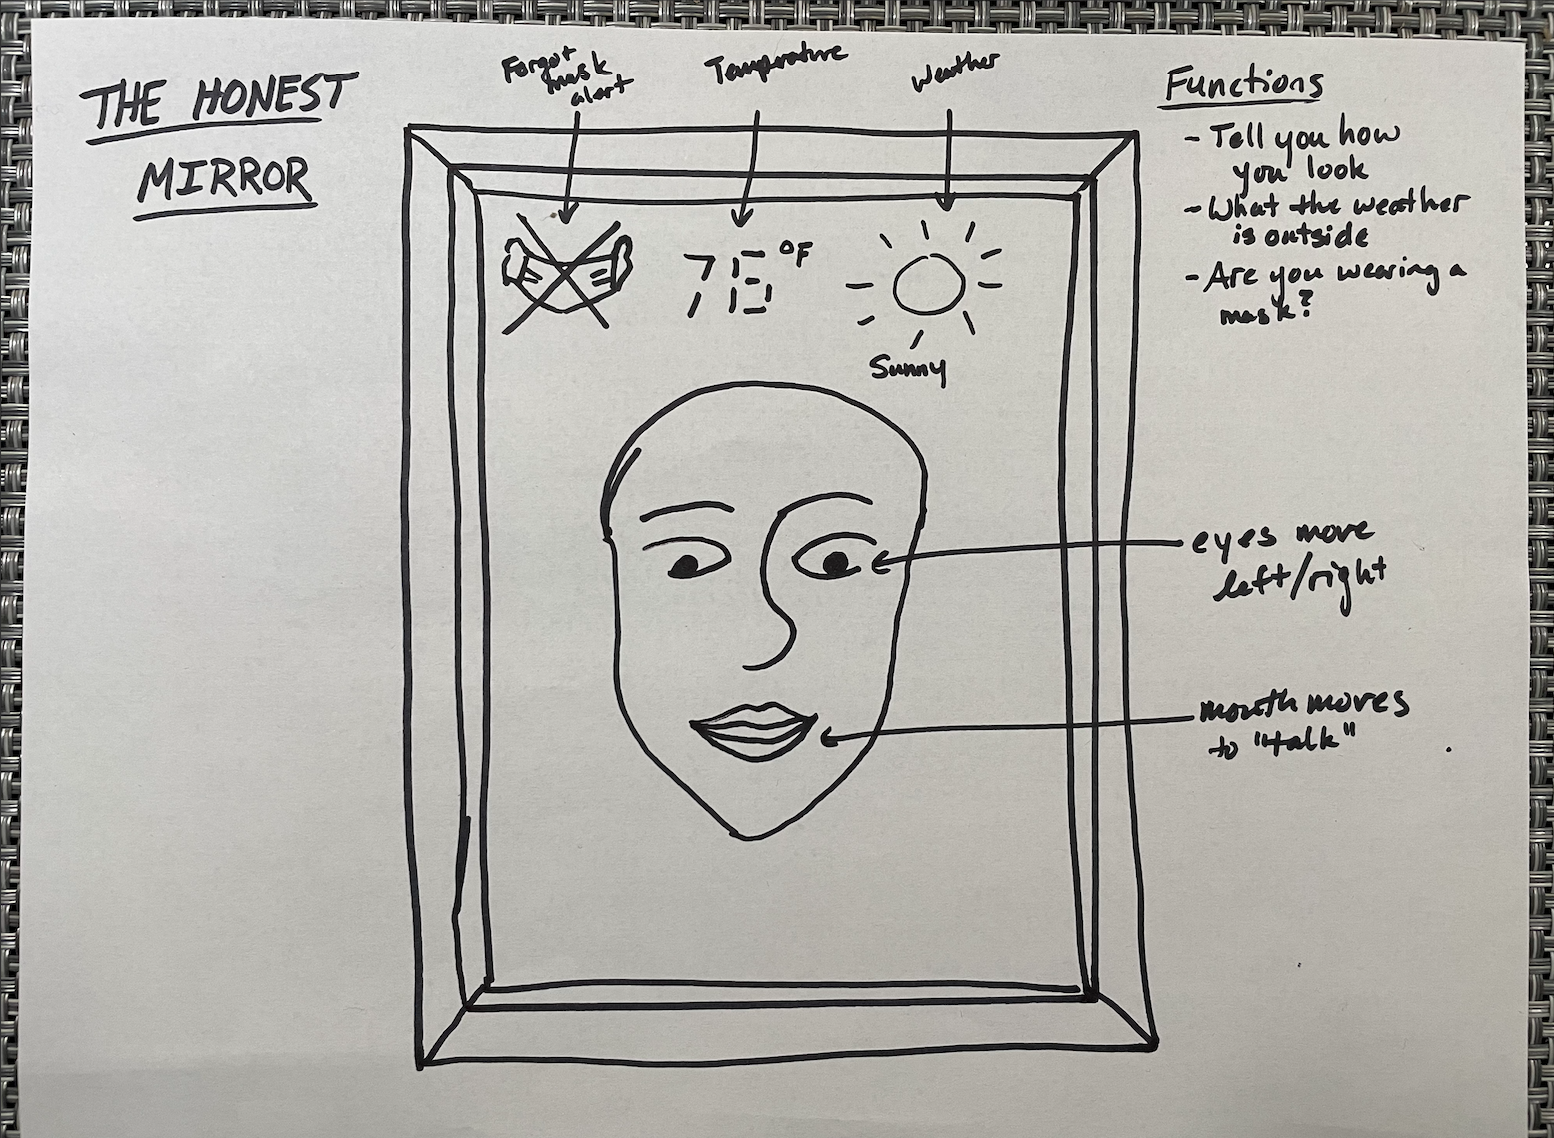 THE HONEST
MIRROR
Forgot
mask
alert
Temperature
Weather
°F
Sunny
Functions
- Tell you how
you look
- What the weather
is outside
- Are you wearing a
mask?
eyes move
left/right
mouth moves
to "talk"